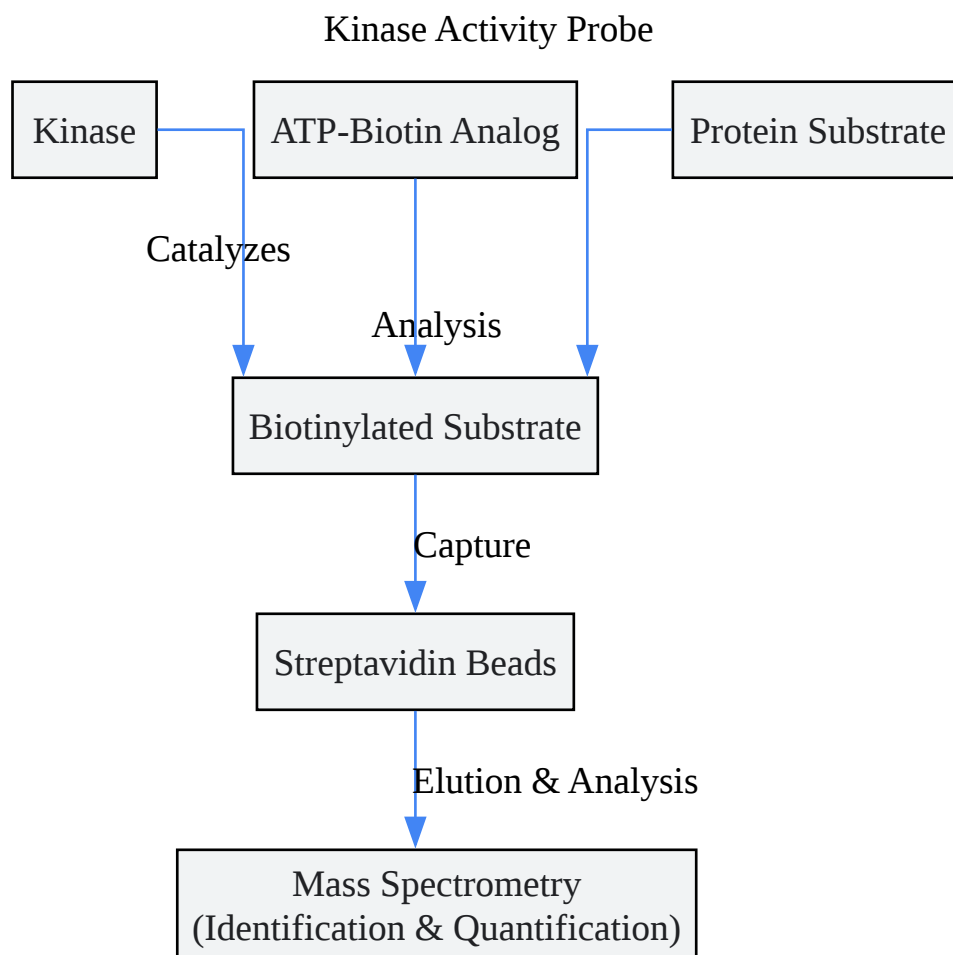 Kinase Activity Probe
Kinase
ATP-Biotin Analog
Protein Substrate
Catalyzes
Analysis
Biotinylated Substrate
Capture
Streptavidin Beads
Elution & Analysis
Mass Spectrometry
(Identification & Quantification)